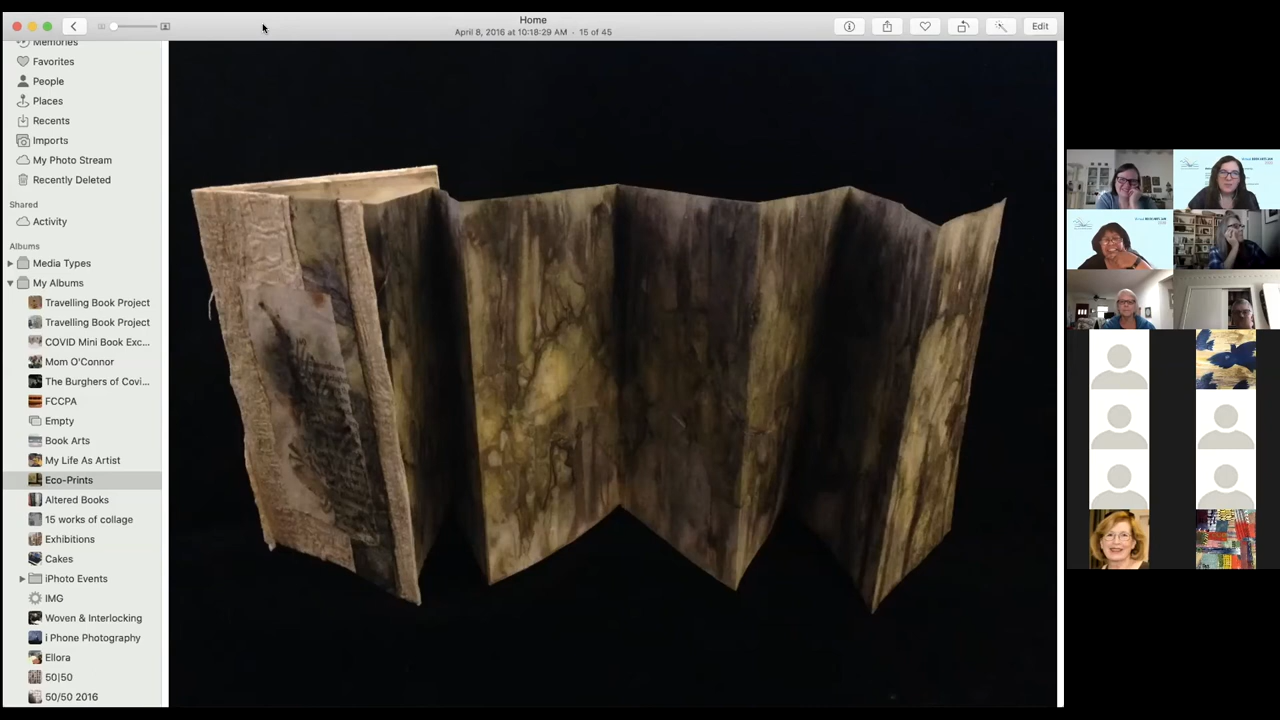 Home
April 8, 2016 at 10:18:29 AM - 15 of 45
Edit
Memories
Favorites
People
Places
Recents
Imports
My Photo Stream
Recently Deleted
Shared
Activity
Albums
Media Types
My Albums
Travelling Book Project
Travelling Book Project
COVID Mini Book Exc...
Mom O'Connor
The Burghers of Covi...
FCCPA
Empty
Book Arts
My Life As Artist
Eco-Prints
Altered Books
15 works of collage
Exhibitions
Cakes
iPhoto Events
IMG
Woven & Interlocking
i Phone Photography
Ellora
50|50
50/50 2016